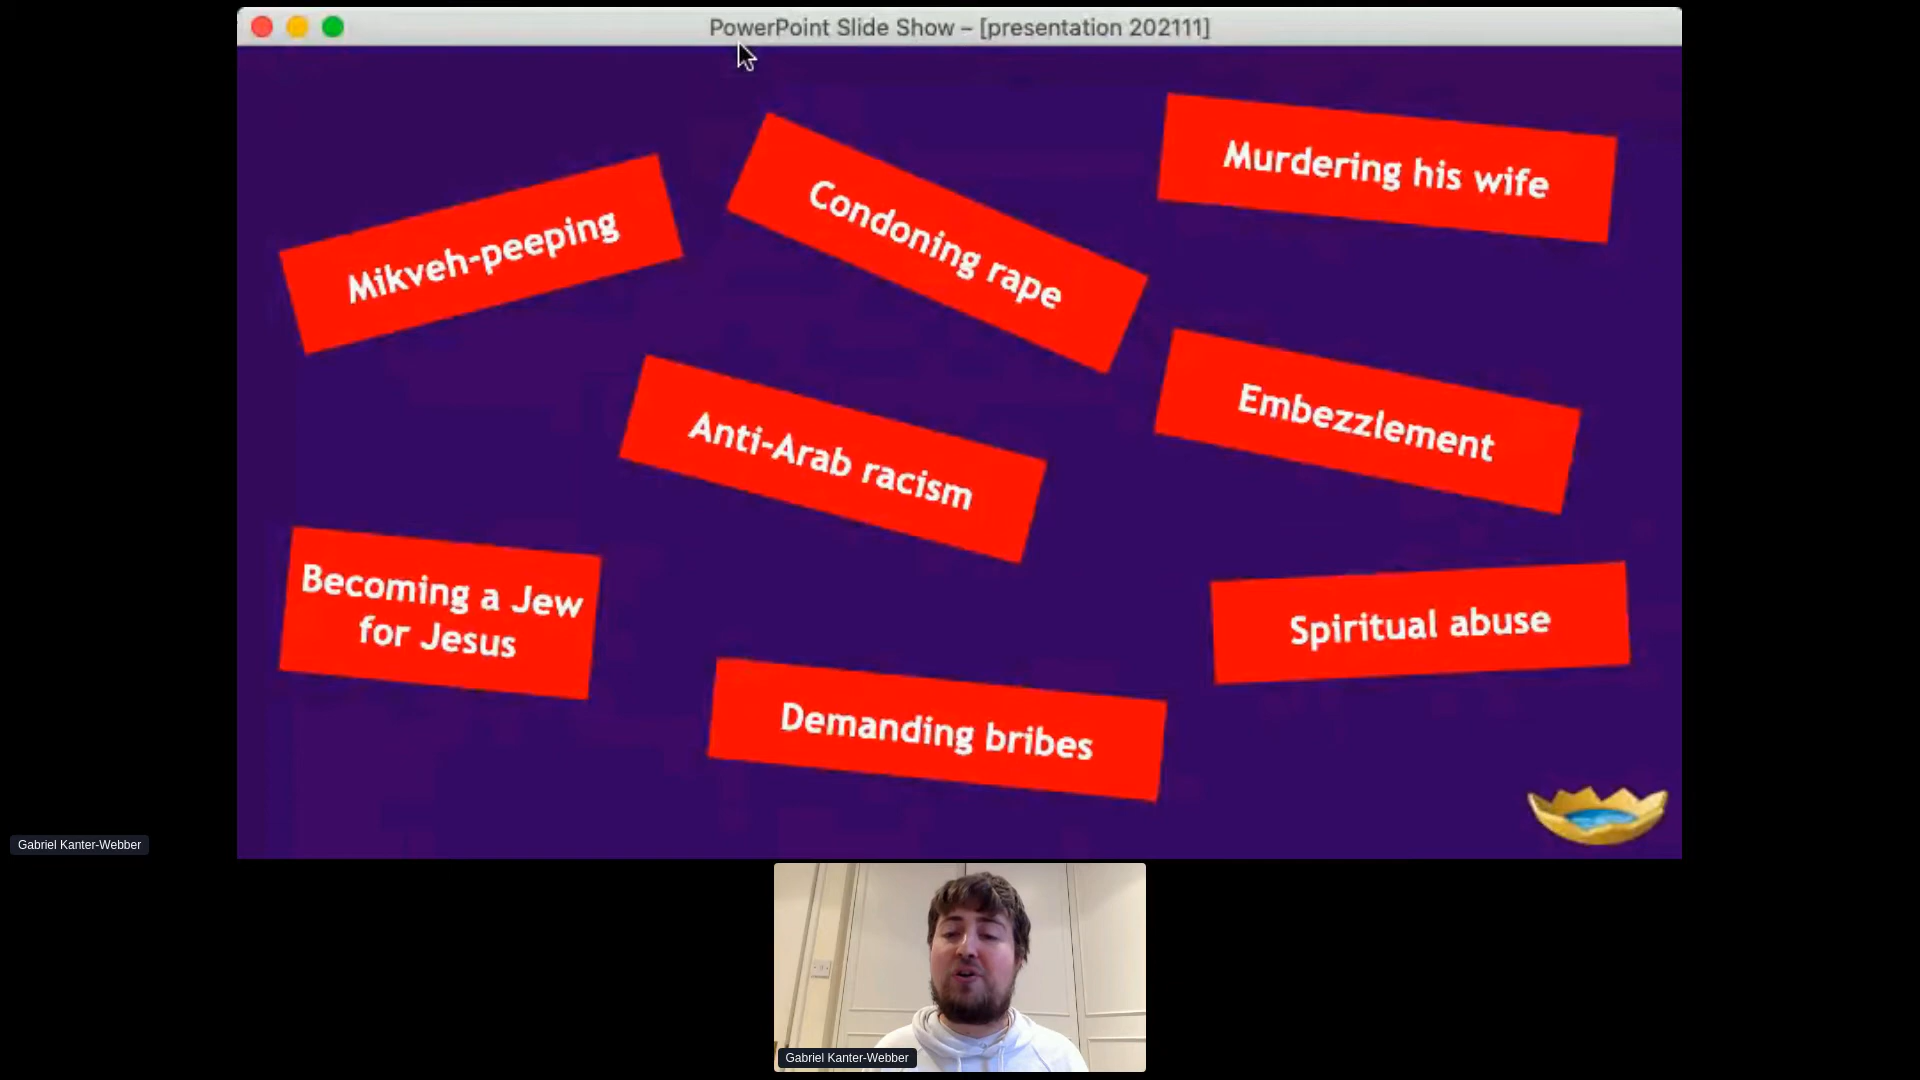 PowerPoint Slide Show – [presentation 202111]
Mikveh-peeping
Condoning rape
Murdering his wife
Anti-Arab racism
Embezzlement
Becoming a Jew
for Jesus
Spiritual abuse
Demanding bribes
Gabriel Kanter-Webber
Gabriel Kanter-Webber